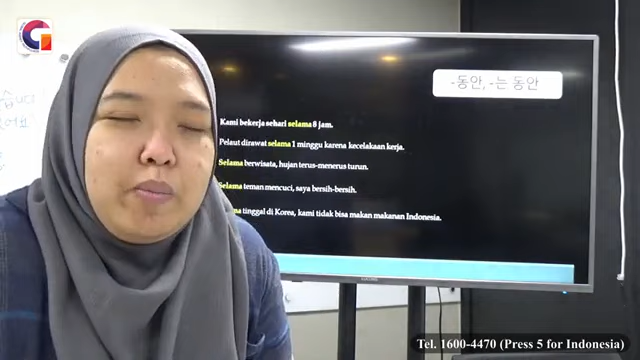 -동안, -는 동안
Kami bekerja sehari selama 8 jam.
Pelaut dirawat selama 1 minggu karena kecelakaan kerja.
Selama berwisata, hujan terus-menerus turun.
Selama teman mencuci, saya bersih-bersih.
tinggal di Korea, kami tidak bisa makan makanan Indonesia.
Tel. 1600-4470 (Press 5 for Indonesia)